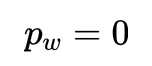 p_w = 0